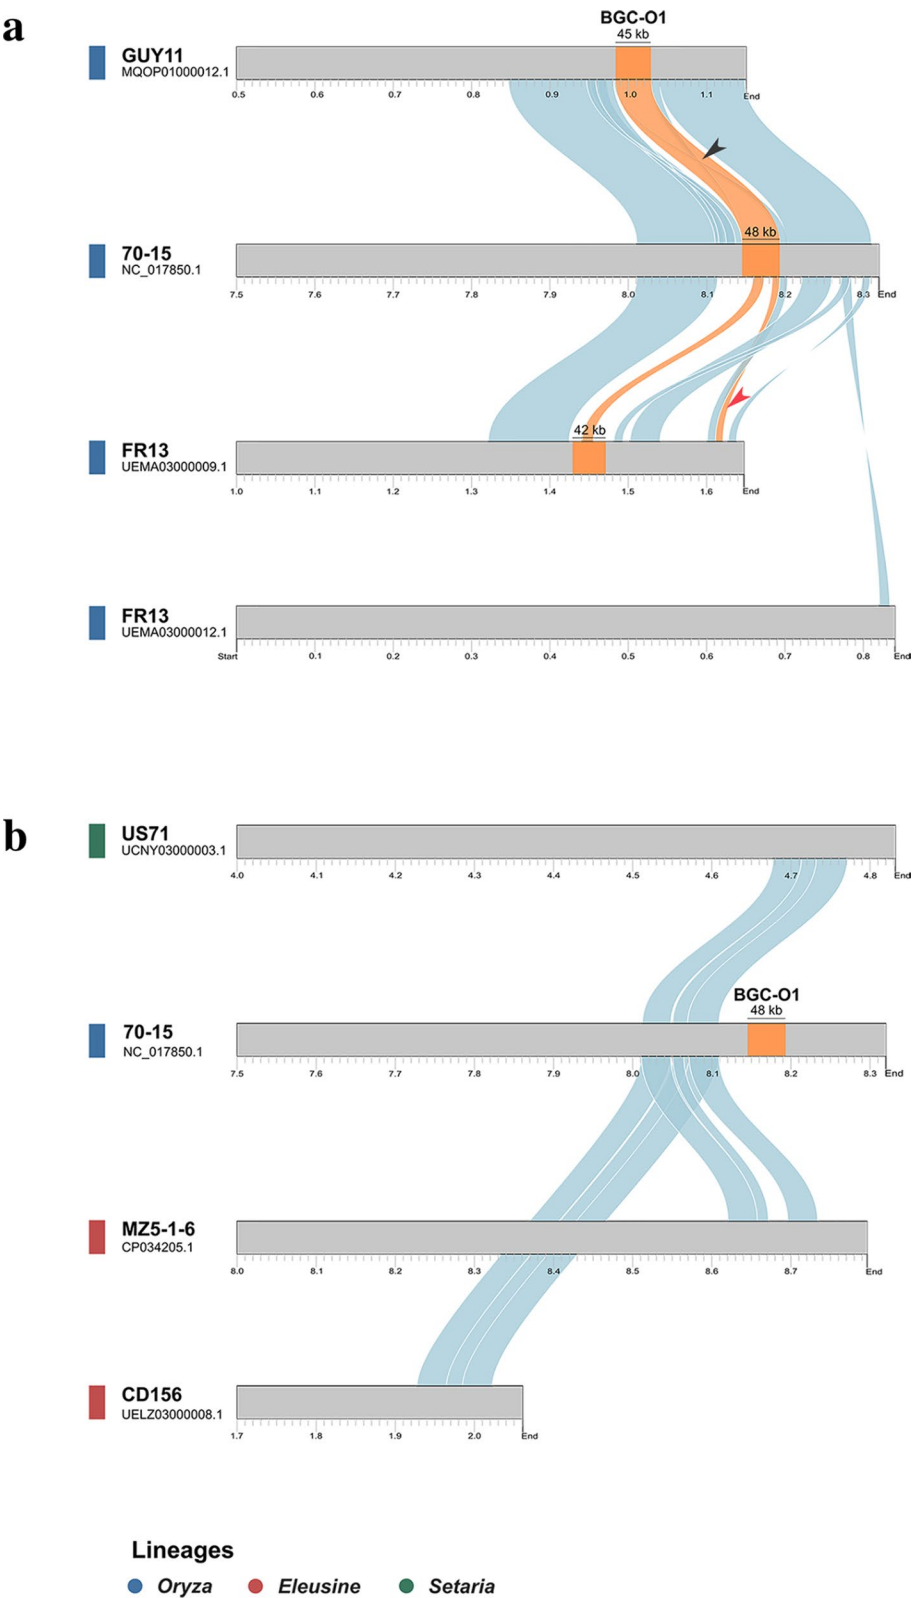 a
BGC-O1
45 kb
GUY11
MQOP01000012.1
0.5 0.6 0.7 0.8 0.9 1.0 1.1 End
48 kb
70-15
NC_017850.1
7.5 7.6 7.7 7.8 7.9 8.0 8.1 8.2 8.3 End
42 kb
FR13
UEMA03000009.1
1.0 1.1 1.2 1.3 1.4 1.5 1.6 End
FR13
UEMA03000012.1
Start 0.1 0.2 0.3 0.4 0.5 0.6 0.7 0.8 End
b
US71
UCNY03000003.1
4.0 4.1 4.2 4.3 4.4 4.5 4.6 4.7 4.8 End
BGC-O1
48 kb
70-15
NC_017850.1
7.5 7.6 7.7 7.8 7.9 8.0 8.1 8.2 8.3 End
MZ5-1-6
CP034205.1
8.0 8.1 8.2 8.3 8.4 8.5 8.6 8.7 End
CD156
UELZ03000008.1
1.7 1.8 1.9 2.0 End
Lineages
Oryza Eleusine Setaria